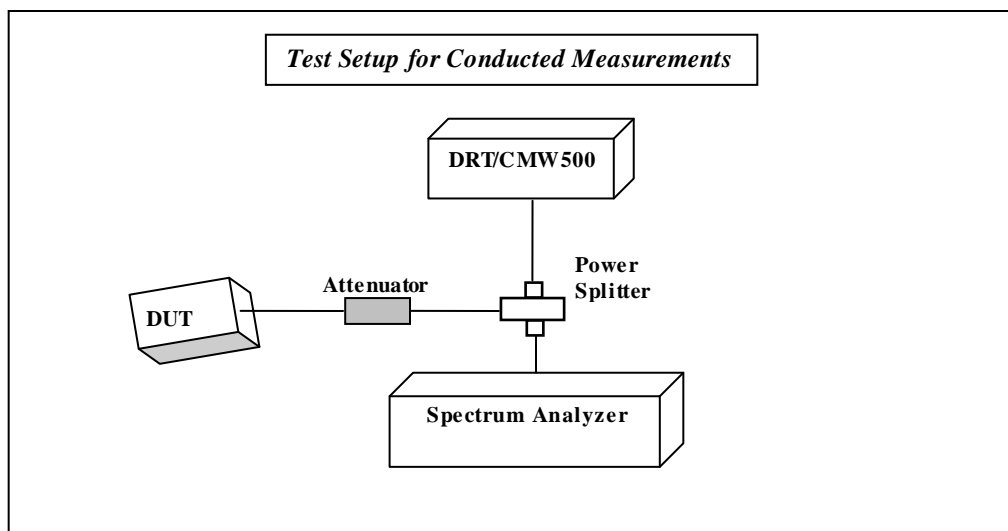 Test Setup for Conducted Measurements
DRT/CMW500
Power
Splitter
Attenuator
DUT
Spectrum Analyzer